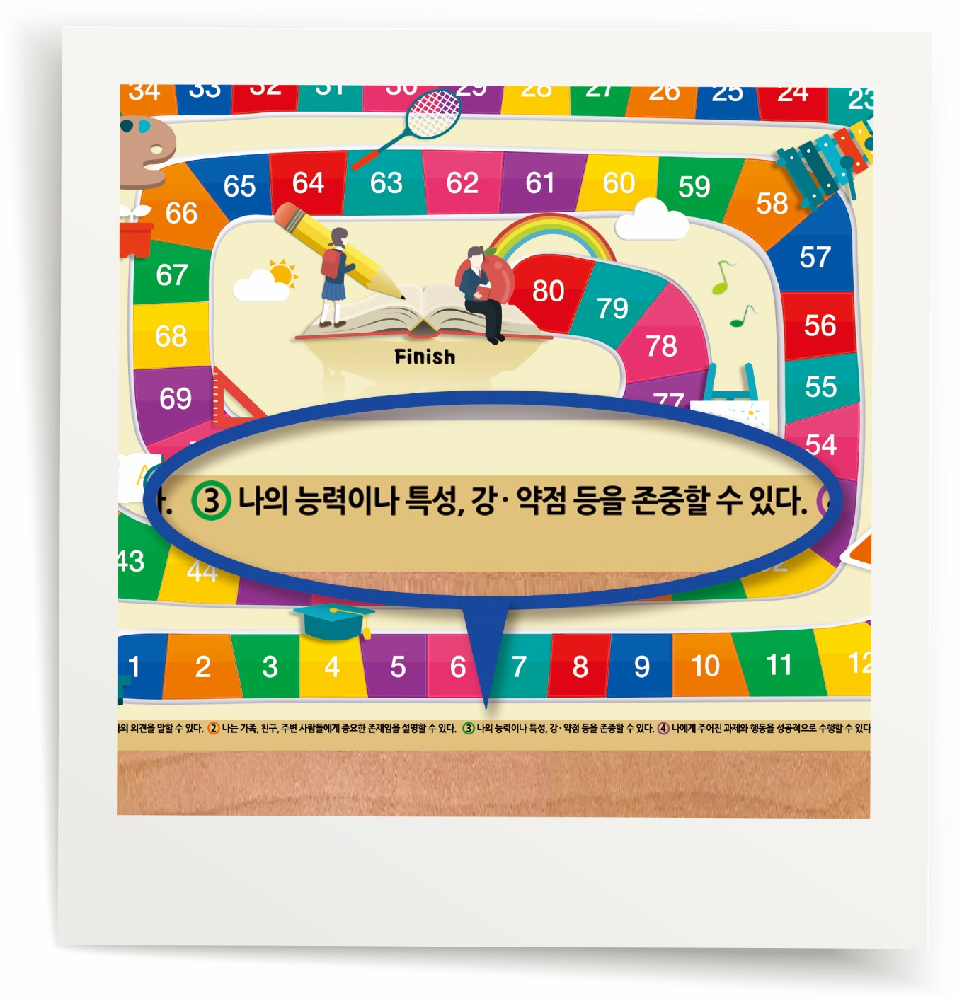 34 33 32 31 30 29 28 27 26 25 24 23
66 65 64 63 62 61 60 59 58
57
67 80 79
56
68 78
Finish
55
69 77
54
③ 나의 능력이나 특성, 강·약점 등을 존중할 수 있다.
43 44
1 2 3 4 5 6 7 8 9 10 11 12
의 의견을 말할 수 있다. ② 나는 가족, 친구, 주변 사람들에게 중요한 존재임을 설명할 수 있다. ③ 나의 능력이나 특성, 강·약점 등을 존중할 수 있다. ④ 나에게 주어진 과제와 행동을 성공적으로 수행할 수 있다